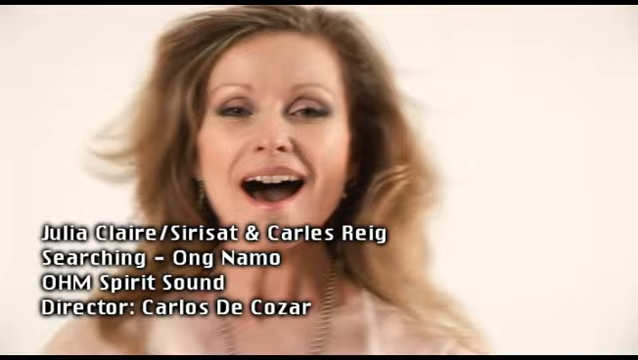 Julia Claire/Sirisat & Carles Reig
Searching - Ong Namo
OHM Spirit Sound
Director: Carlos De Cozar